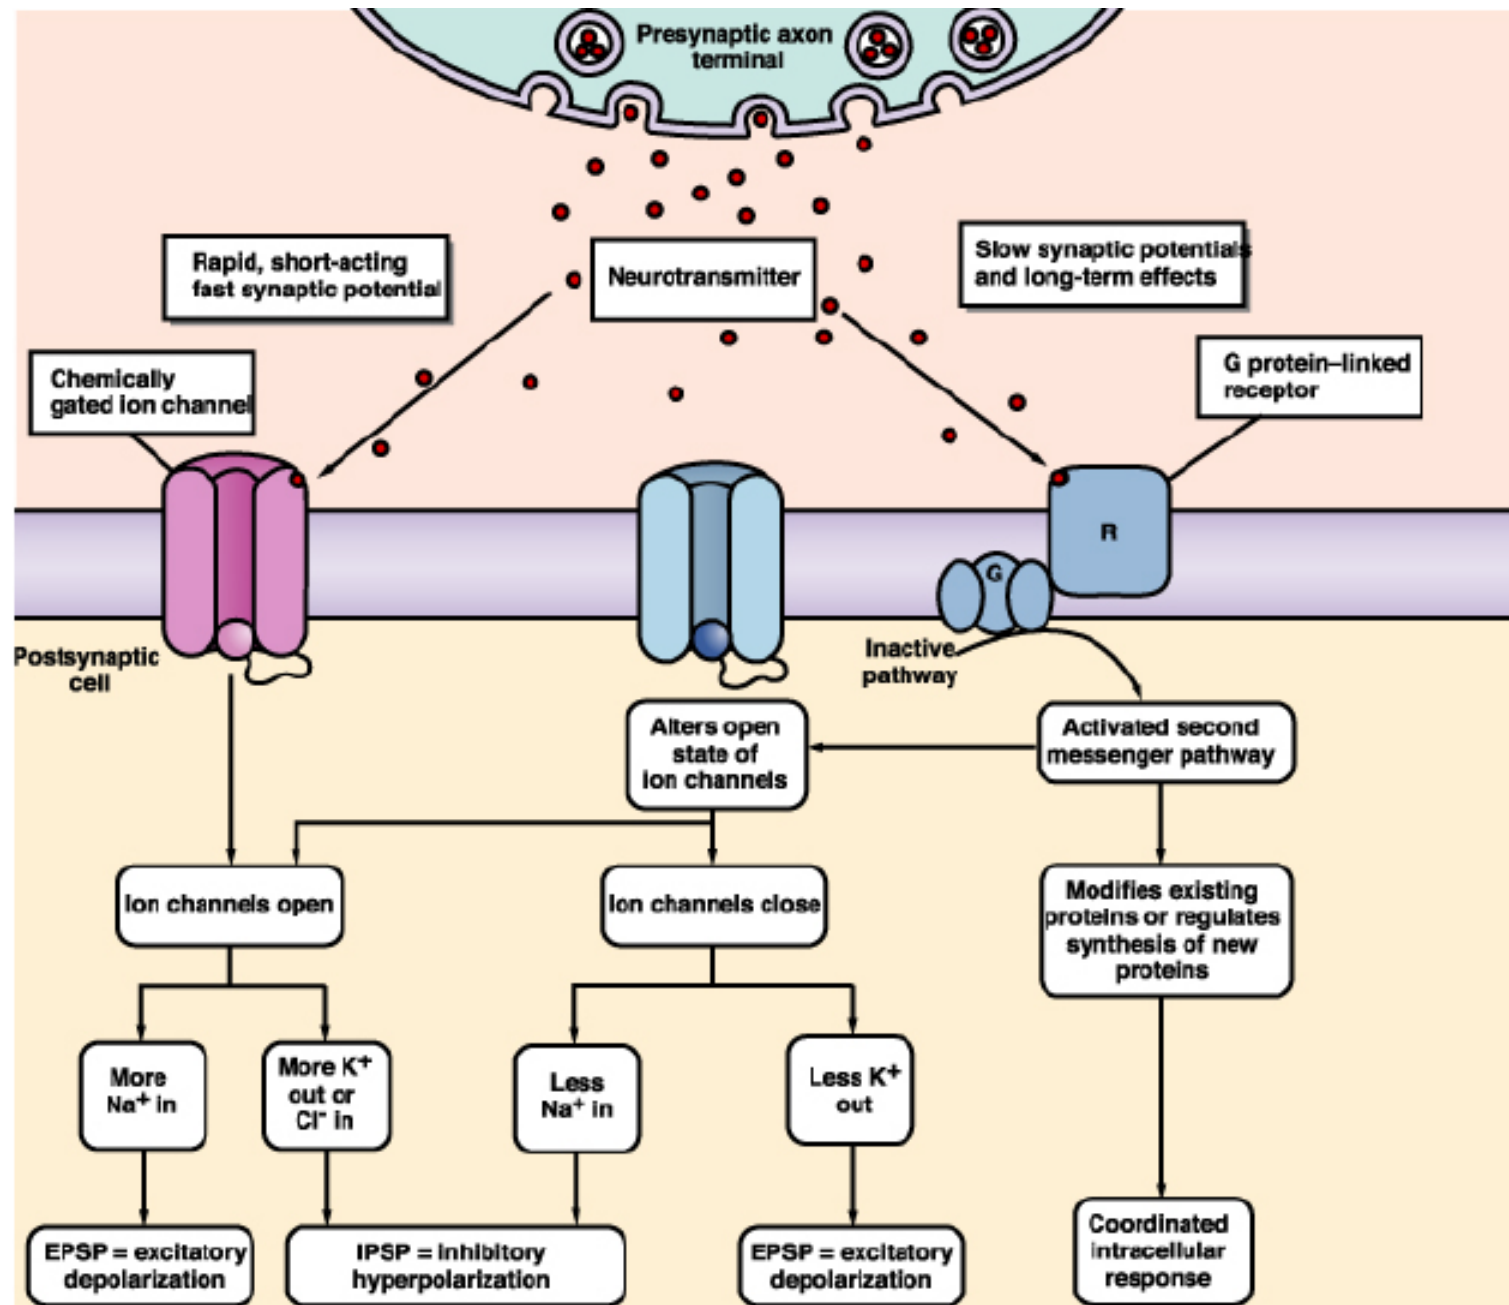 Presynaptic axon
terminal
Rapid, short-acting
fast synaptic potential
Neurotransmitter
Slow synaptic potentials
and long-term effects
Chemically
gated ion channel
G protein–linked
receptor
R
G
Postsynaptic
cell
Inactive
pathway
Alters open
state of
ion channels
Activated second
messenger pathway
Ion channels open
Ion channels close
Modifies existing
proteins or regulates
synthesis of new
proteins
More
Na⁺ in
More K⁺
out or
Cl⁻ in
Less
Na⁺ in
Less K⁺
out
EPSP = excitatory
depolarization
IPSP = inhibitory
hyperpolarization
EPSP = excitatory
depolarization
Coordinated
intracellular
response